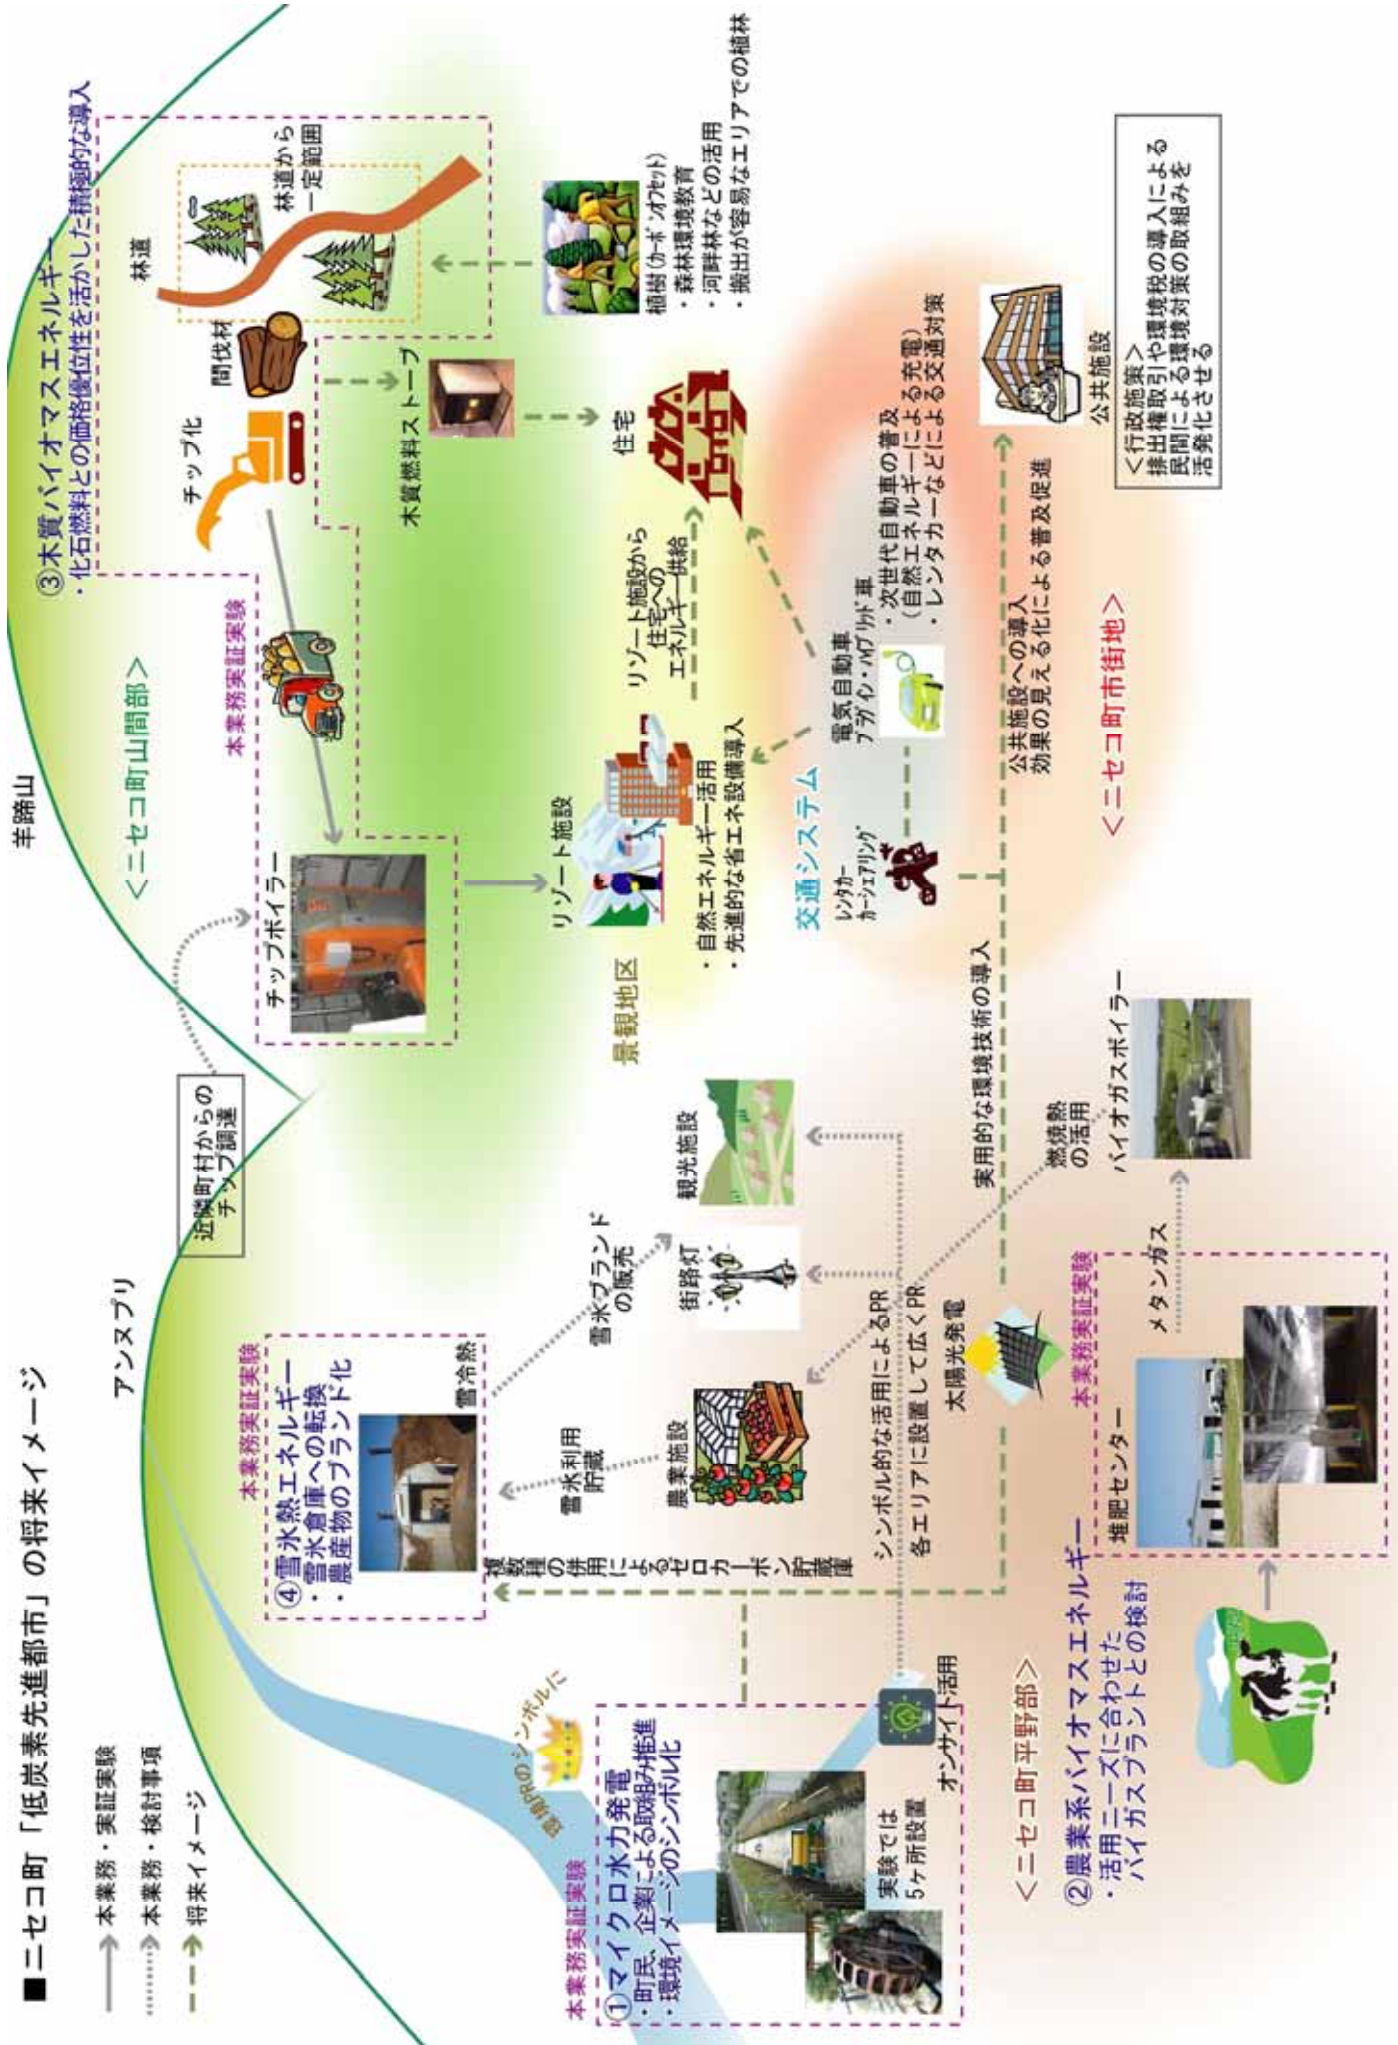 ■ニセコ町「低炭素先進都市」の将来イメージ
本業務・実証実験
本業務・検討事項
将来イメージ
アンヌプリ
羊蹄山
近隣町村からの
チップ調達
＜ニセコ町山間部＞
本業務実証実験
③木質バイオマスエネルギー
・化石燃料との価格優位性を活かした積極的な導入
林道
林道から
一定範囲
間伐材
チップ化
チップボイラー
木質燃料ストーブ
植樹(カーボンオフセット)
・森林環境教育
・河畔林などの活用
・搬出が容易なエリアでの植林
本業務実証実験
④雪氷熱エネルギー
・雪氷倉庫への転換
・農産物のブランド化
雪冷熱
雪氷利用
貯蔵
雪氷ブランド
の販売
農業施設
街路灯
観光施設
複数種の併用によるゼロカーボン貯蔵庫
環境PRのシンボルに
本業務実証実験
①マイクロ水力発電
・町民、企業による取組み推進
・環境イメージのシンボル化
実験では
5ヶ所設置
オンサイト活用
シンボル的な活用によるPR
各エリアに設置して広くPR
太陽光発電
景観地区
リゾート施設
・自然エネルギー活用
・先進的な省エネ設備導入
リゾート施設から
住宅への
エネルギー供給
住宅
交通システム
レンタカー
カーシェアリング
電気自動車
プラグイン・ハイブリッド車
・次世代自動車の普及
(自然エネルギーによる充電)
・レンタカーなどによる交通対策
実用的な環境技術の導入
公共施設への導入
効果の見える化による普及促進
公共施設
＜ニセコ町市街地＞
＜行政施策＞
排出権取引や環境税の導入による
民間による環境対策の取組みを
活発化させる
＜ニセコ町平野部＞
②農業系バイオマスエネルギー
・活用ニーズに合わせた
バイガスプラントとの検討
本業務実証実験
堆肥センター
メタンガス
燃焼熱
の活用
バイオガスボイラー